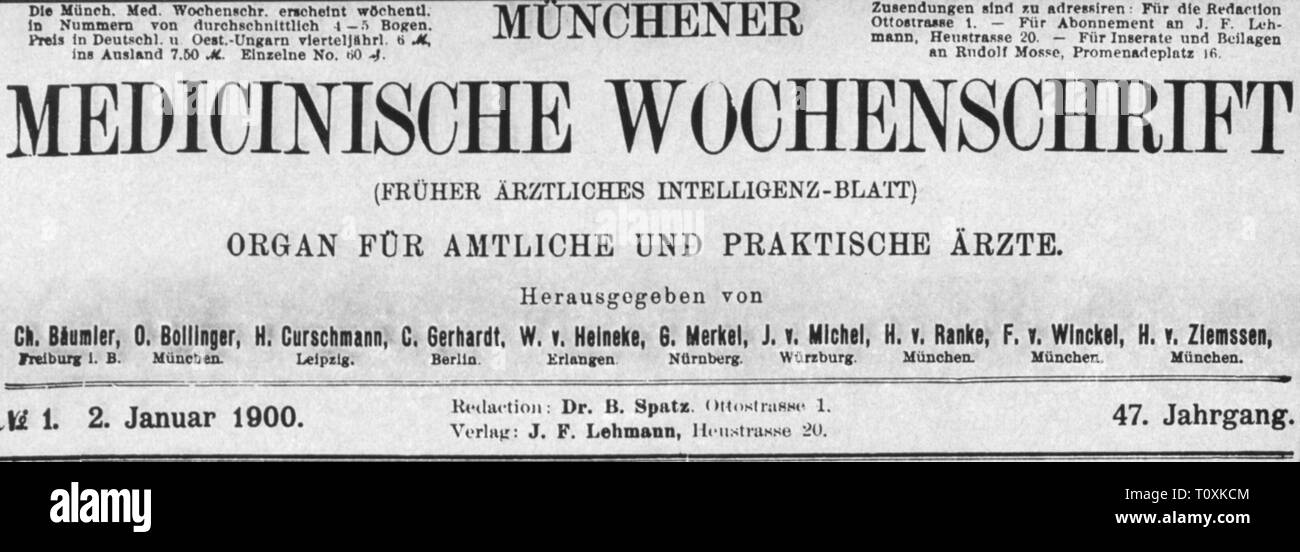 Die Münch. Med. Wochenschr. erscheint wöchentl.
in Nummern von durchschnittlich 4—5 Bogen.
Preis in Deutschl. u. Oest.-Ungarn vierteljährl. 6 ℳ,
ins Ausland 7.50 ℳ. Einzelne No. 60 ₰.
MÜNCHENER
Zusendungen sind zu adressiren: Für die Redaction
Ottostrasse 1. — Für Abonnement an J. F. Leh-
mann, Heustrasse 20. — Für Inserate und Beilagen
an Rudolf Mosse, Promenadeplatz 16.
MEDICINISCHE WOCHENSCHRIFT
(FRÜHER ÄRZTLICHES INTELLIGENZ-BLATT)
ORGAN FÜR AMTLICHE UND PRAKTISCHE ÄRZTE.
Herausgegeben von
Ch. Bäumler, O. Bollinger, H. Curschmann, C. Gerhardt, W. v. Heineke, G. Merkel, J. v. Michel, H. v. Ranke, F. v. Winckel, H. v. Ziemssen,
Freiburg i. B. München. Leipzig. Berlin. Erlangen. Nürnberg. Würzburg. München. München. München.
№ 1. 2. Januar 1900.
Redaction: Dr. B. Spatz. Ottostrasse 1.
Verlag: J. F. Lehmann, Heustrasse 20.
47. Jahrgang.
alamy
a
alamy
Image ID: T0XKCM
www.alamy.com